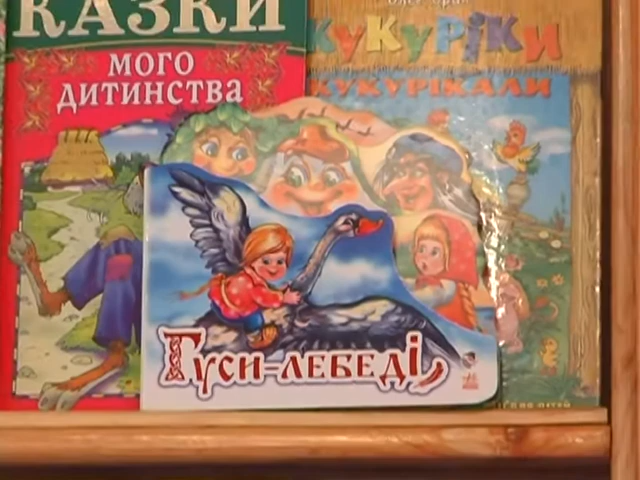 КАЗКИ
МОГО
ДИТИНСТВА
КУКУРІКИ
КУКУРІКАЛИ
Гуси-лебеді